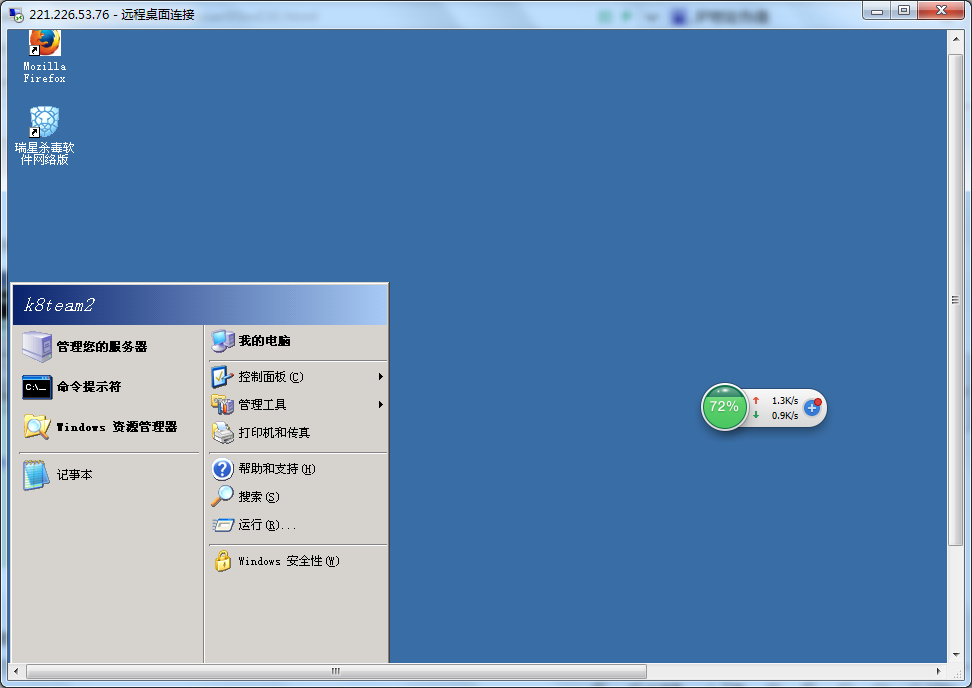 221.226.53.76 - 远程桌面连接
Mozilla
Firefox
瑞星杀毒软
件网络版
k8team2
管理您的服务器
命令提示符
C:\_
Windows 资源管理器
记事本
我的电脑
控制面板(C)
管理工具
打印机和传真
帮助和支持(H)
搜索(S)
运行(R)...
Windows 安全性(W)
72%
1.3K/s
0.9K/s